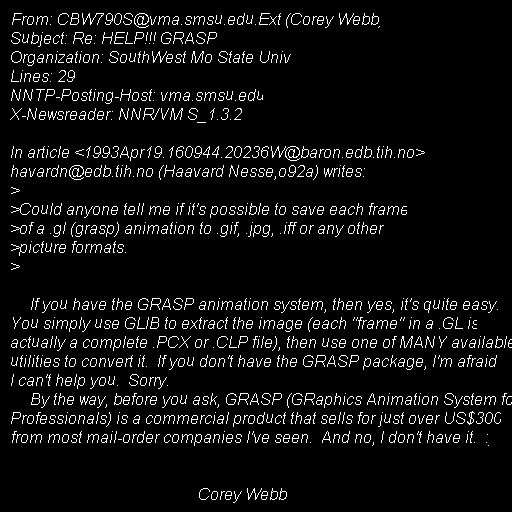 From: CBW790S@vma.smsu.edu.Ext (Corey Webb)
Subject: Re: HELP!!! GRASP
Organization: SouthWest Mo State Univ
Lines: 29
NNTP-Posting-Host: vma.smsu.edu
X-Newsreader: NNR/VM S_1.3.2

In article <1993Apr19.160944.20236W@baron.edb.tih.no>
havardn@edb.tih.no (Haavard Nesse,o92a) writes:
>
>Could anyone tell me if it's possible to save each frame
>of a .gl (grasp) animation to .gif, .jpg, .iff or any other
>picture formats.
>

If you have the GRASP animation system, then yes, it's quite easy.
You simply use GLIB to extract the image (each "frame" in a .GL is
actually a complete .PCX or .CLP file), then use one of MANY available
utilities to convert it.  If you don't have the GRASP package, I'm afraid
I can't help you.  Sorry.
By the way, before you ask, GRASP (GRaphics Animation System fo
Professionals) is a commercial product that sells for just over US$300
from most mail-order companies I've seen.  And no, I don't have it.  :

Corey Webb